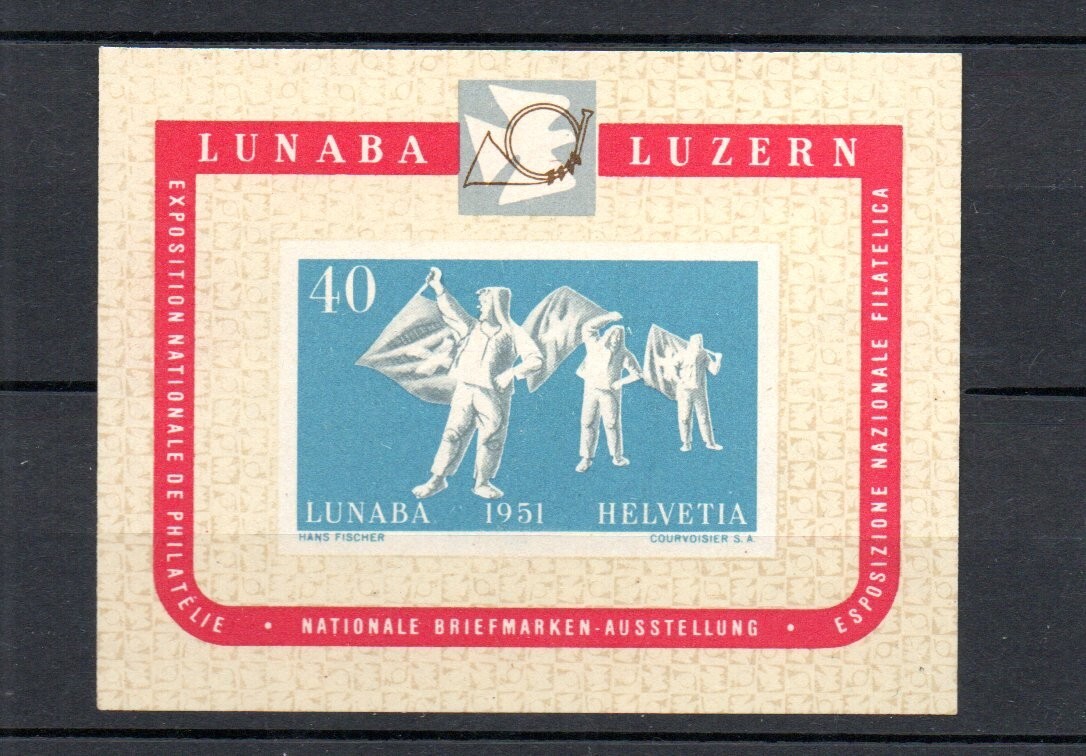 LUNABA LUZERN
EXPOSITION NATIONALE DE PHILATÉLIE
40
LUNABA 1951 HELVETIA
HANS FISCHER COURVOISIER S.A.
• NATIONALE BRIEFMARKEN-AUSSTELLUNG •
ESPOSIZIONE NAZIONALE FILATELICA